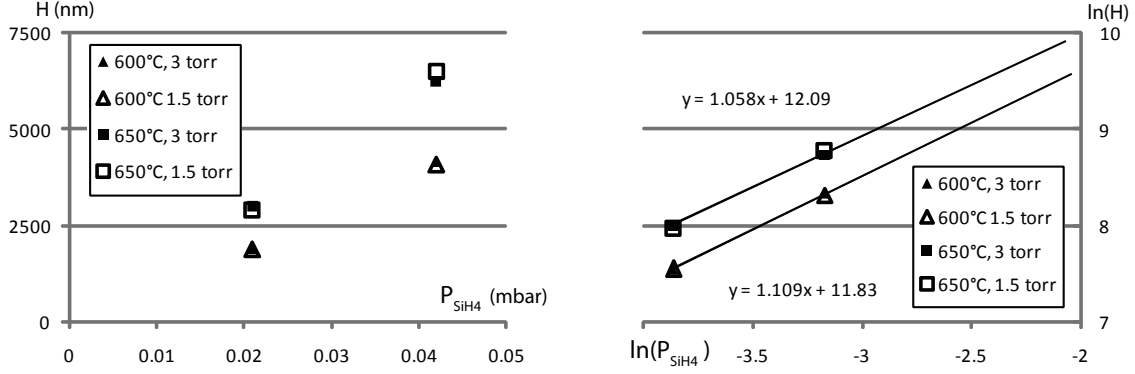 H (nm)
7500
5000
2500
0
600°C, 3 torr
600°C 1.5 torr
650°C, 3 torr
650°C, 1.5 torr
P_SiH4 (mbar)
0 0.01 0.02 0.03 0.04 0.05
ln(H)
10
9
8
7
y = 1.058x + 12.09
y = 1.109x + 11.83
600°C, 3 torr
600°C 1.5 torr
650°C, 3 torr
650°C, 1.5 torr
ln(P_SiH4) -3.5 -3 -2.5 -2